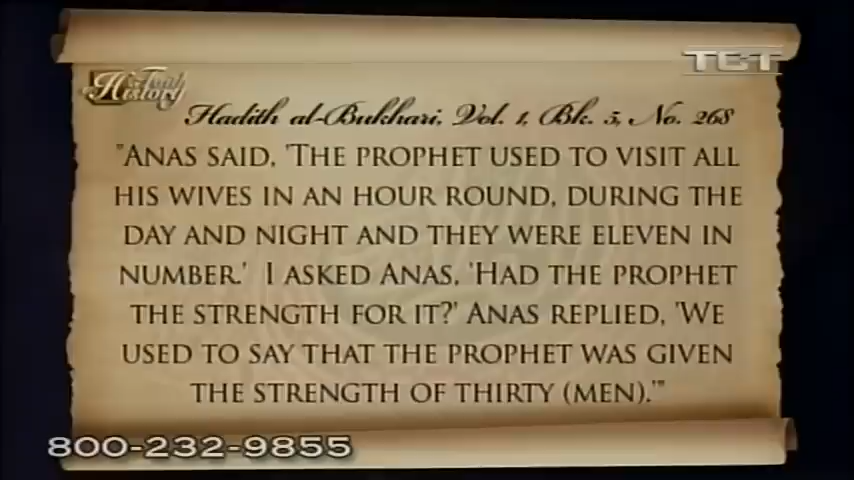 TCT
Faith
History
Hadith al-Bukhari, Vol. 1, Bk. 5, No. 268
"ANAS SAID, 'THE PROPHET USED TO VISIT ALL
HIS WIVES IN AN HOUR ROUND, DURING THE
DAY AND NIGHT AND THEY WERE ELEVEN IN
NUMBER.' I ASKED ANAS, 'HAD THE PROPHET
THE STRENGTH FOR IT?' ANAS REPLIED, 'WE
USED TO SAY THAT THE PROPHET WAS GIVEN
THE STRENGTH OF THIRTY (MEN).'"
800-232-9855